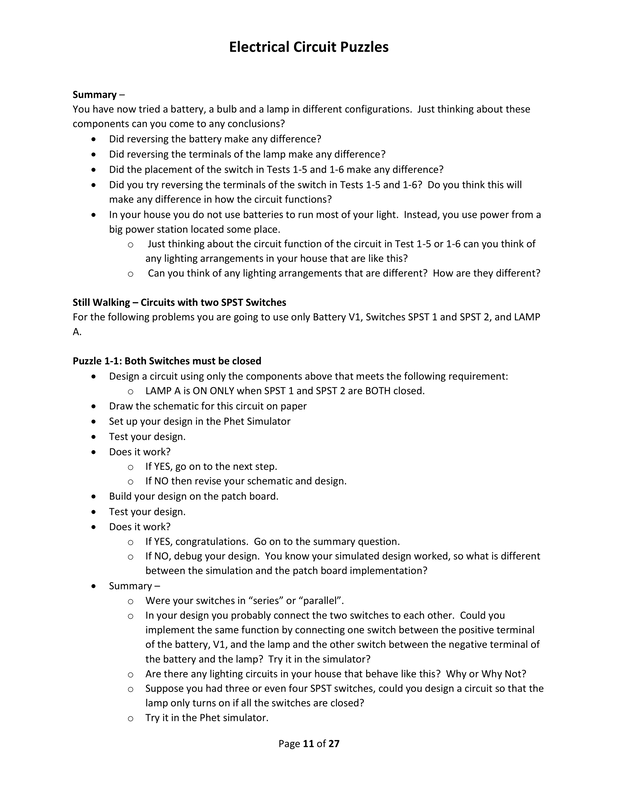 Electrical Circuit Puzzles
Summary –
You have now tried a battery, a bulb and a lamp in different configurations.  Just thinking about these
components can you come to any conclusions?
• Did reversing the battery make any difference?
• Did reversing the terminals of the lamp make any difference?
• Did the placement of the switch in Tests 1-5 and 1-6 make any difference?
• Did you try reversing the terminals of the switch in Tests 1-5 and 1-6?  Do you think this will
make any difference in how the circuit functions?
• In your house you do not use batteries to run most of your light.  Instead, you use power from a
big power station located some place.
o Just thinking about the circuit function of the circuit in Test 1-5 or 1-6 can you think of
any lighting arrangements in your house that are like this?
o Can you think of any lighting arrangements that are different?  How are they different?
Still Walking – Circuits with two SPST Switches
For the following problems you are going to use only Battery V1, Switches SPST 1 and SPST 2, and LAMP
A.
Puzzle 1-1: Both Switches must be closed
• Design a circuit using only the components above that meets the following requirement:
o LAMP A is ON ONLY when SPST 1 and SPST 2 are BOTH closed.
• Draw the schematic for this circuit on paper
• Set up your design in the Phet Simulator
• Test your design.
• Does it work?
o If YES, go on to the next step.
o If NO then revise your schematic and design.
• Build your design on the patch board.
• Test your design.
• Does it work?
o If YES, congratulations.  Go on to the summary question.
o If NO, debug your design.  You know your simulated design worked, so what is different
between the simulation and the patch board implementation?
• Summary –
o Were your switches in “series” or “parallel”.
o In your design you probably connect the two switches to each other.  Could you
implement the same function by connecting one switch between the positive terminal
of the battery, V1, and the lamp and the other switch between the negative terminal of
the battery and the lamp?  Try it in the simulator?
o Are there any lighting circuits in your house that behave like this?  Why or Why Not?
o Suppose you had three or even four SPST switches, could you design a circuit so that the
lamp only turns on if all the switches are closed?
o Try it in the Phet simulator.
Page 11 of 27